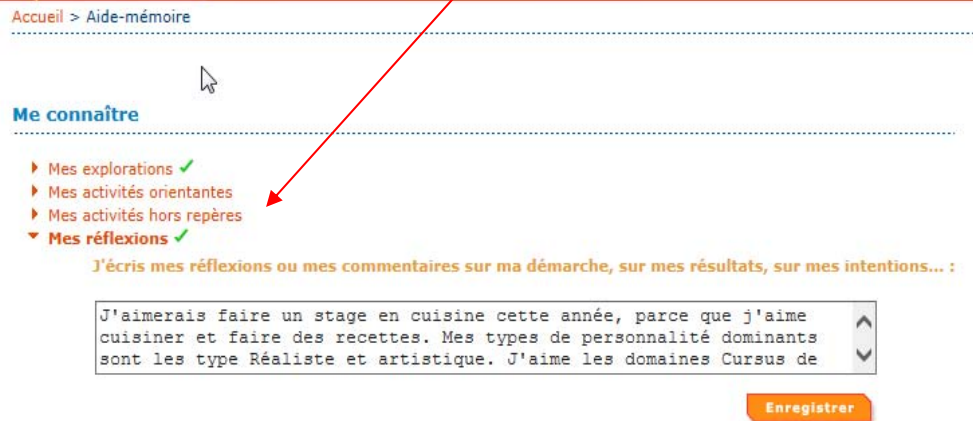 Accueil > Aide-mémoire
Me connaître
Mes explorations
Mes activités orientantes
Mes activités hors repères
Mes réflexions
J'écris mes réflexions ou mes commentaires sur ma démarche, sur mes résultats, sur mes intentions... :
J'aimerais faire un stage en cuisine cette année, parce que j'aime
cuisiner et faire des recettes. Mes types de personnalité dominants
sont les type Réaliste et artistique. J'aime les domaines Cursus de
Enregistrer